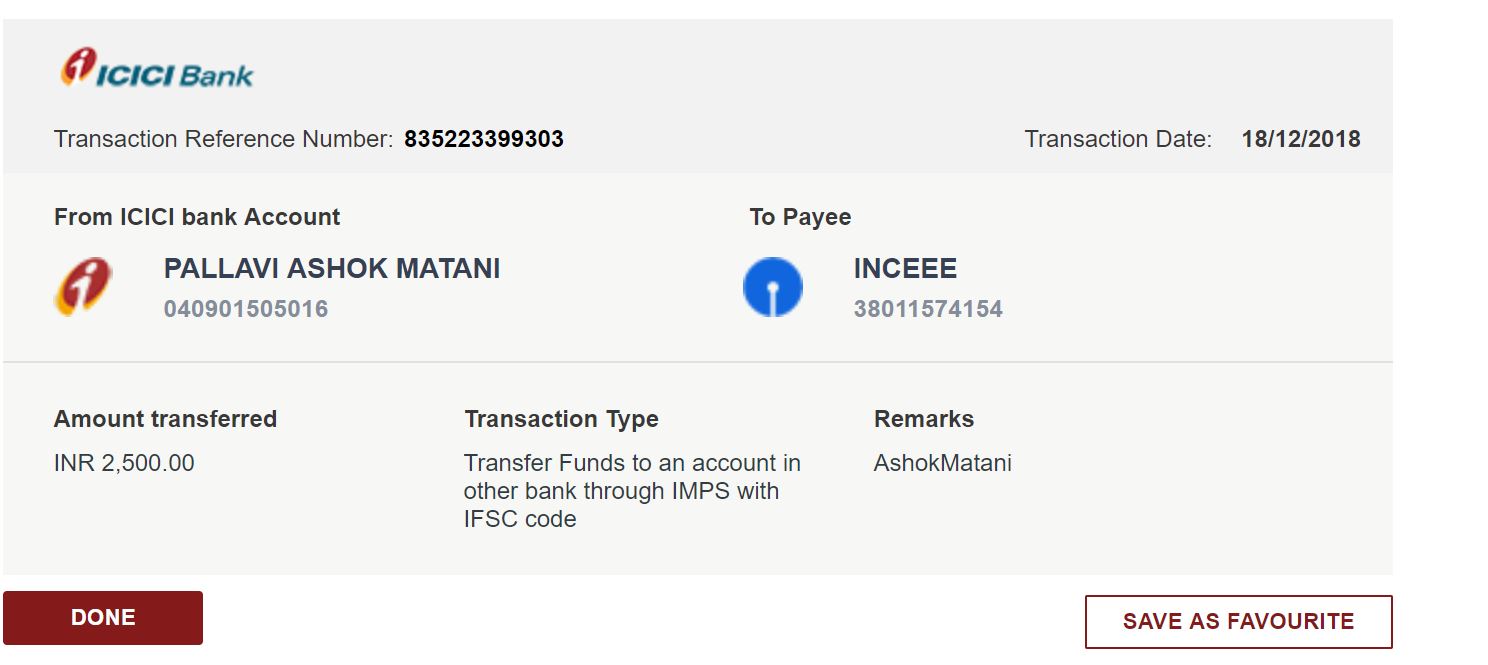 ICICI Bank
Transaction Reference Number: 835223399303
Transaction Date: 18/12/2018
From ICICI bank Account
PALLAVI ASHOK MATANI
040901505016
To Payee
INCEEE
38011574154
Amount transferred
INR 2,500.00
Transaction Type
Transfer Funds to an account in
other bank through IMPS with
IFSC code
Remarks
AshokMatani
DONE
SAVE AS FAVOURITE